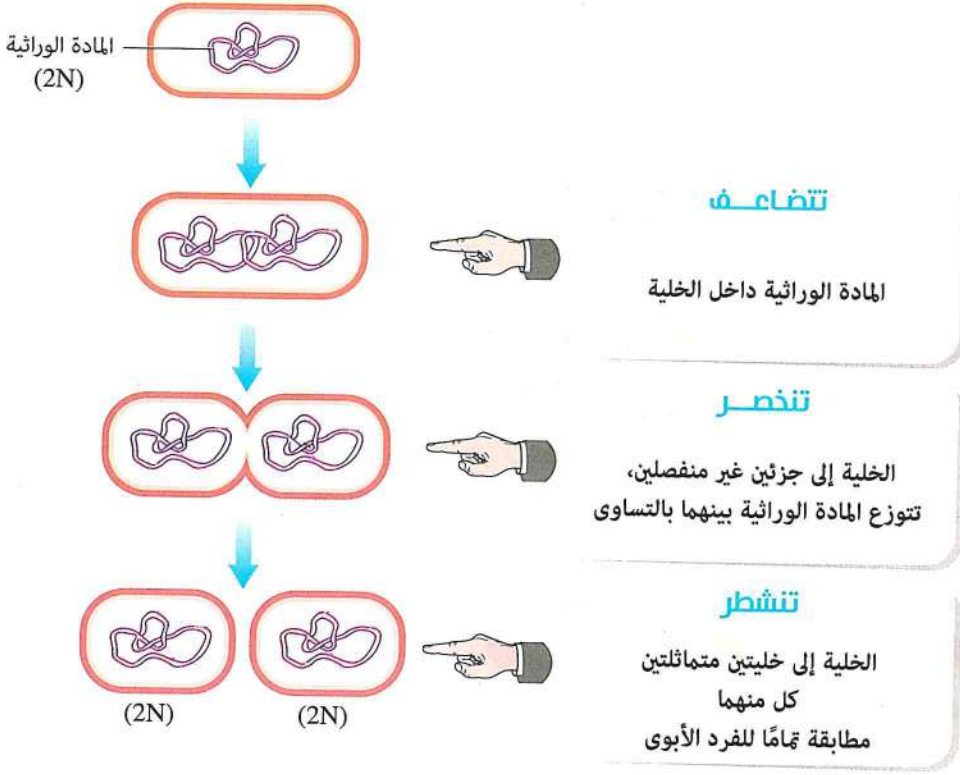 المادة الوراثية
(2N)
تتضاعف
المادة الوراثية داخل الخلية
تنخصر
الخلية إلى جزئين غير منفصلين،
تتوزع المادة الوراثية بينهما بالتساوى
تنشطر
الخلية إلى خليتين متماثلتين
كل منهما
مطابقة تمامًا للفرد الأبوى
(2N)
(2N)